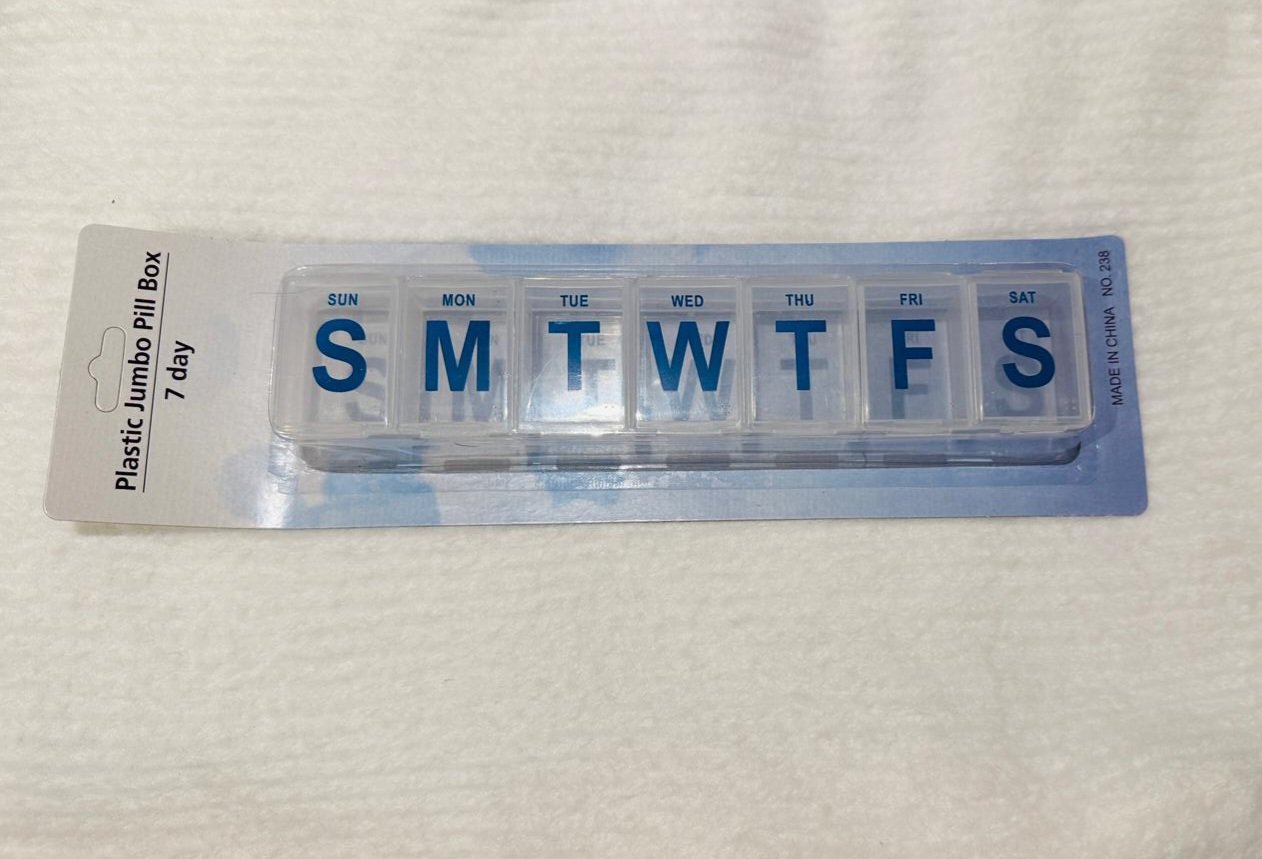 Plastic Jumbo Pill Box
7 day
SUN MON TUE WED THU FRI SAT
S M T W T F S
MADE IN CHINA NO. 238